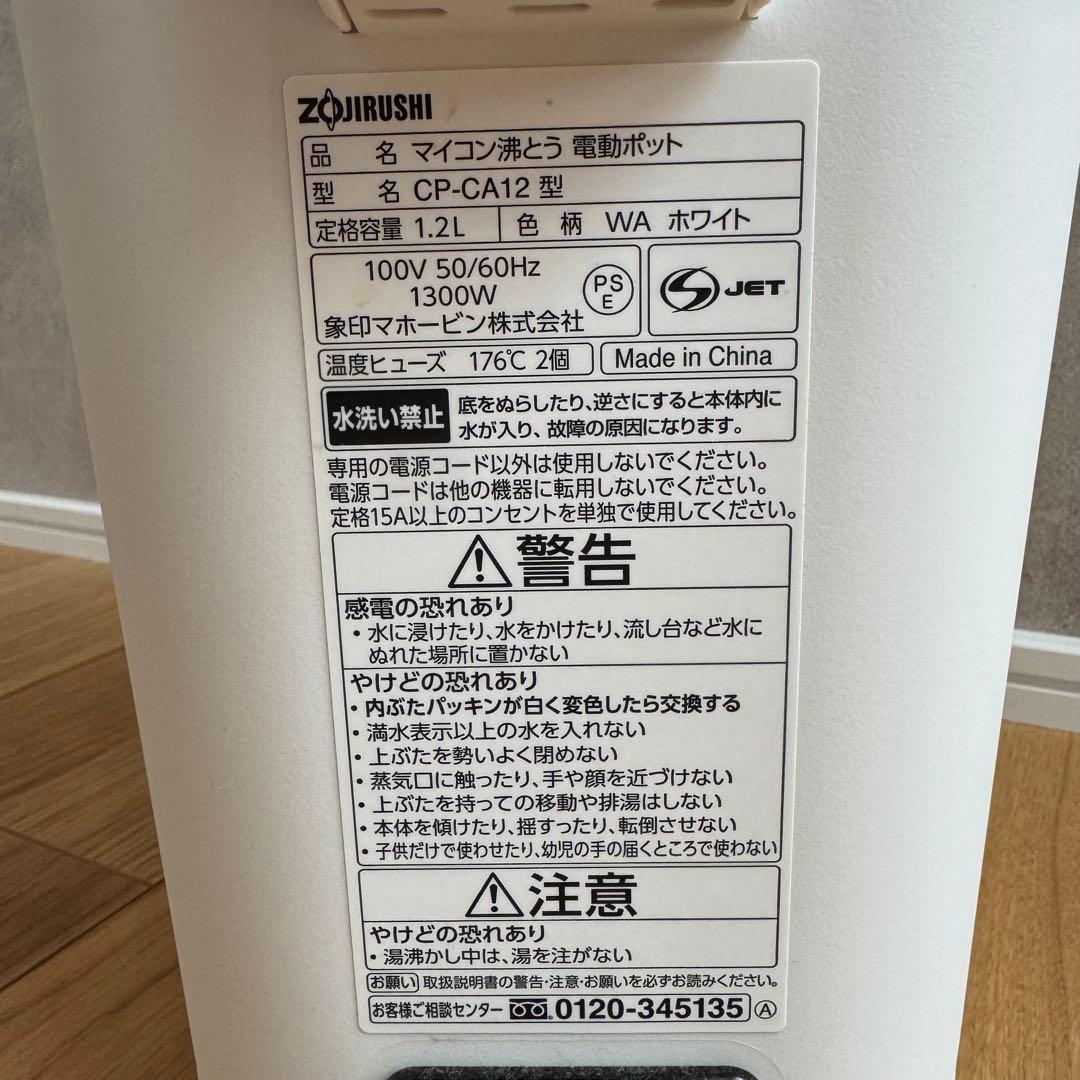 ZOJIRUSHI
品 名 マイコン沸とう 電動ポット
型 名 CP-CA12 型
定格容量 1.2L 色 柄 WA ホワイト
100V 50/60Hz
1300W
象印マホービン株式会社
PS
E
JET
温度ヒューズ 176℃ 2個
Made in China
水洗い禁止
底をぬらしたり、逆さにすると本体内に
水が入り、故障の原因になります。
専用の電源コード以外は使用しないでください。
電源コードは他の機器に転用しないでください。
定格15A以上のコンセントを単独で使用してください。
警告
感電の恐れあり
・水に浸けたり、水をかけたり、流し台など水に
ぬれた場所に置かない
やけどの恐れあり
・内ぶたパッキンが白く変色したら交換する
・満水表示以上の水を入れない
・上ぶたを勢いよく閉めない
・蒸気口に触ったり、手や顔を近づけない
・上ぶたを持っての移動や排湯はしない
・本体を傾けたり、揺すったり、転倒させない
・子供だけで使わせたり、幼児の手の届くところで使わない
注意
やけどの恐れあり
・湯沸かし中は、湯を注がない
お願い 取扱説明書の警告・注意・お願いを必ずお読みください。
お客様ご相談センター 0120-345135 A